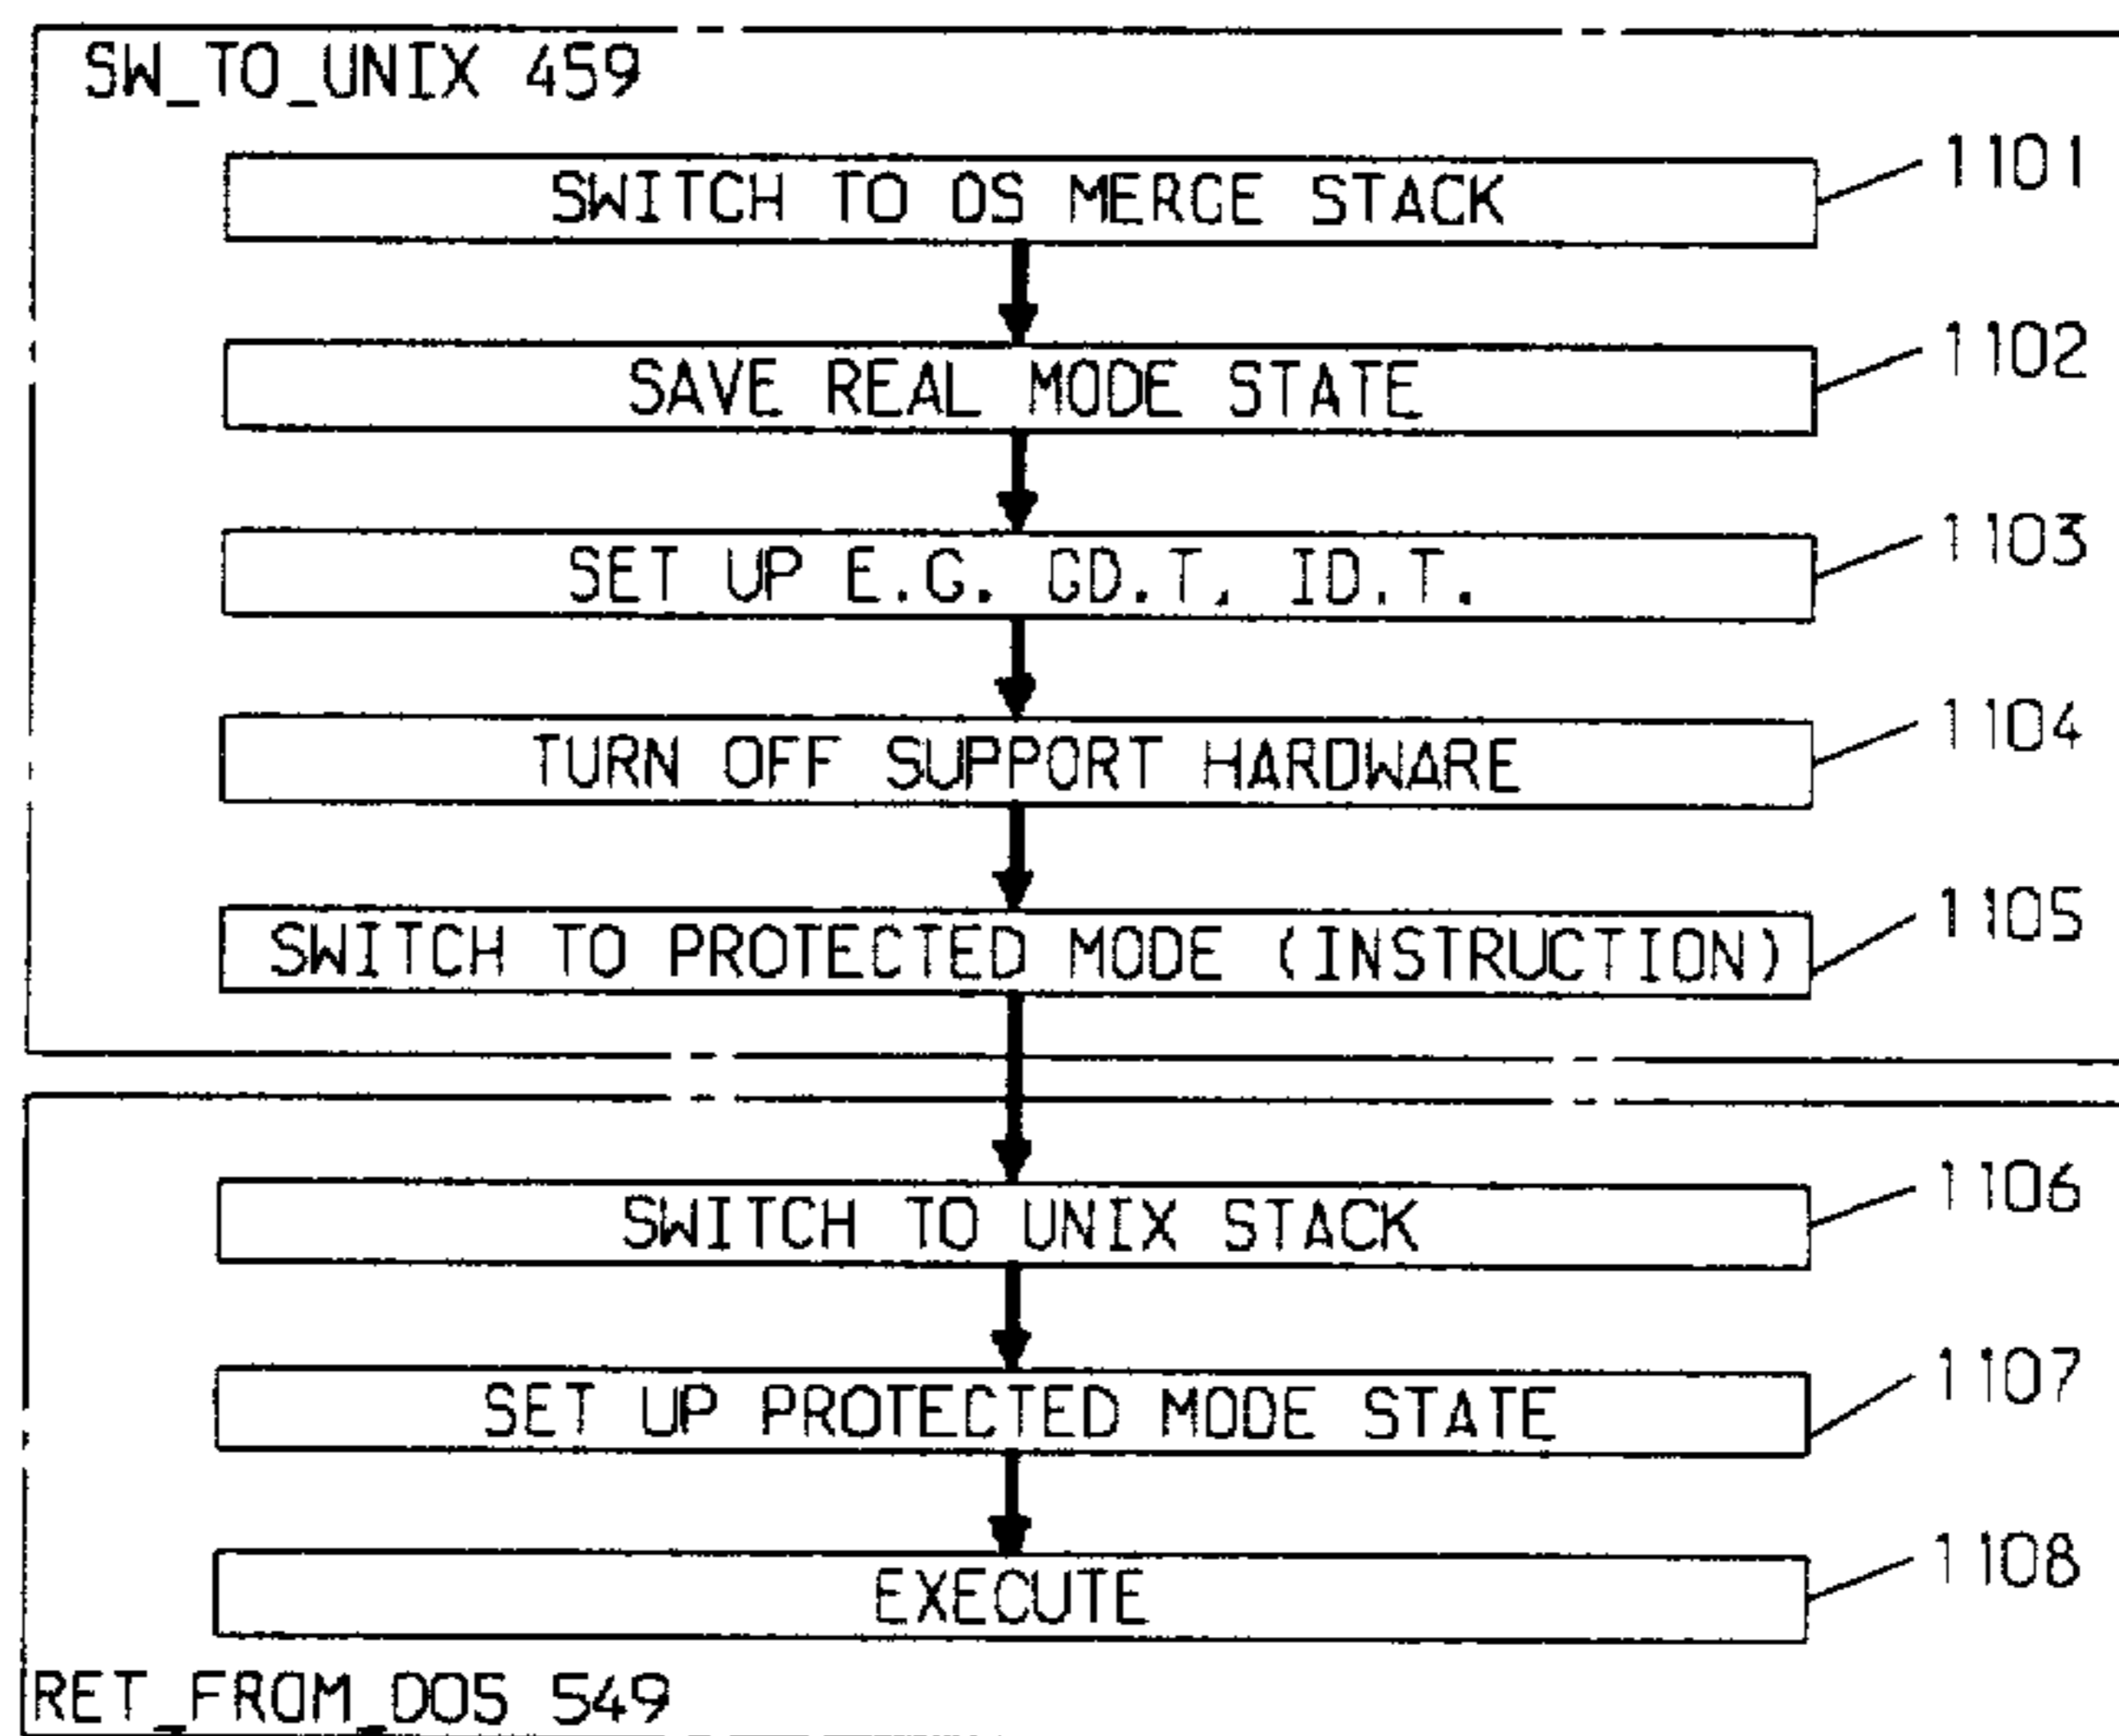 SW_TO_UNIX 459
SWITCH TO OS MERGE STACK 1101
SAVE REAL MODE STATE 1102
SET UP E.G. GD.T, ID.T. 1103
TURN OFF SUPPORT HARDWARE 1104
SWITCH TO PROTECTED MODE (INSTRUCTION) 1105
SWITCH TO UNIX STACK 1106
SET UP PROTECTED MODE STATE 1107
EXECUTE 1108
RET_FROM_DOS 549